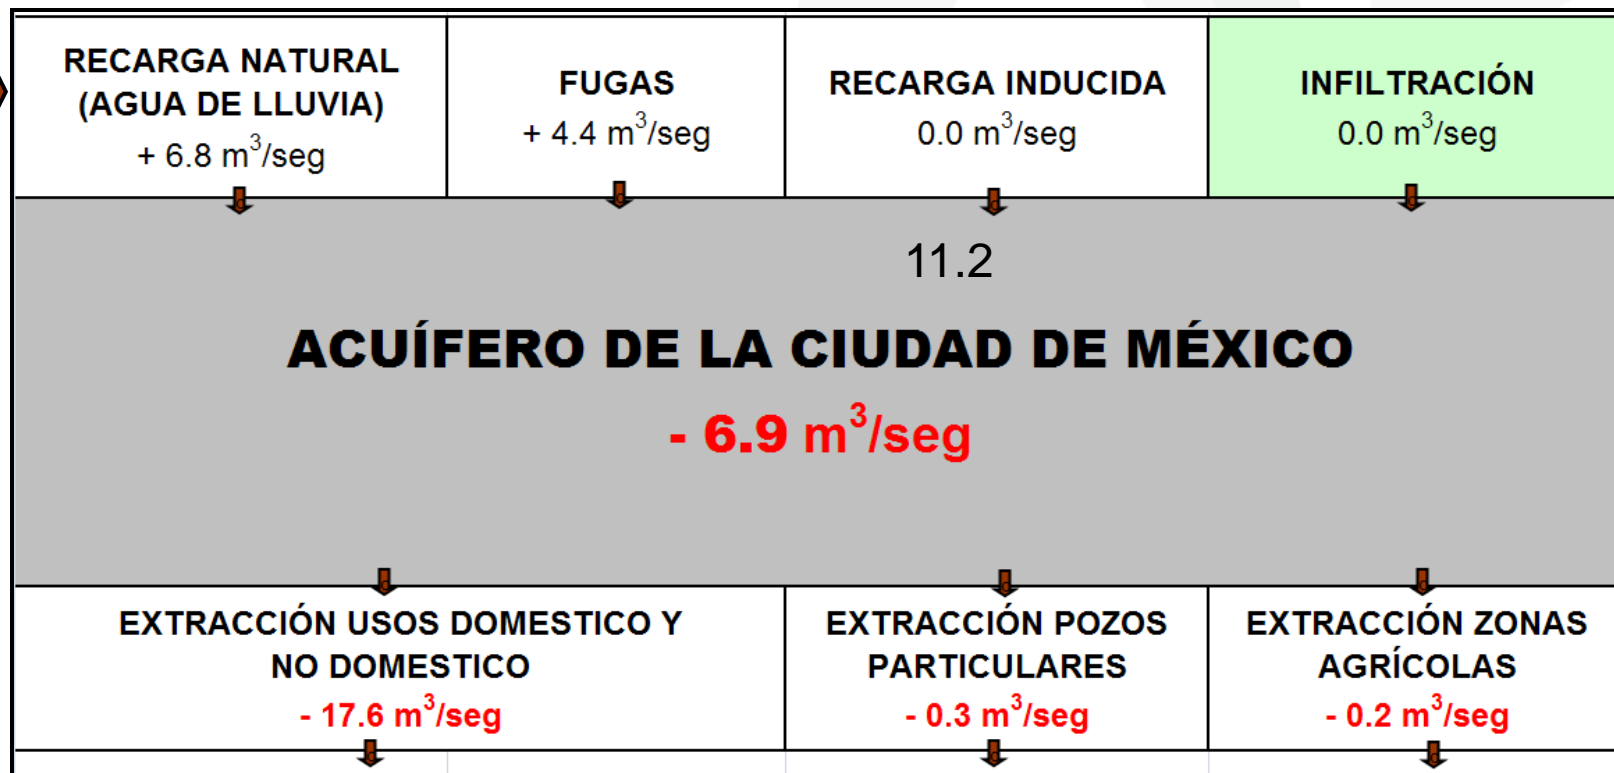 RECARGA NATURAL
(AGUA DE LLUVIA)
+ 6.8 m³/seg
FUGAS
+ 4.4 m³/seg
RECARGA INDUCIDA
0.0 m³/seg
INFILTRACIÓN
0.0 m³/seg
11.2
ACUÍFERO DE LA CIUDAD DE MÉXICO
- 6.9 m³/seg
EXTRACCIÓN USOS DOMESTICO Y
NO DOMESTICO
- 17.6 m³/seg
EXTRACCIÓN POZOS
PARTICULARES
- 0.3 m³/seg
EXTRACCIÓN ZONAS
AGRÍCOLAS
- 0.2 m³/seg